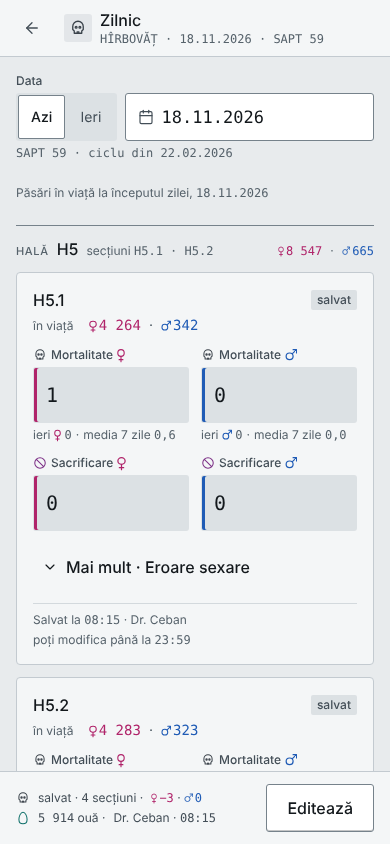 Zilnic
HÎRBOVĂȚ · 18.11.2026 · SAPT 59
Data
Azi Ieri 18.11.2026
SAPT 59 · ciclu din 22.02.2026
Păsări în viață la începutul zilei, 18.11.2026
HALĂ H5 secțiuni H5.1 · H5.2 ♀8 547 · ♂665
H5.1 salvat
în viață ♀4 264 · ♂342
Mortalitate ♀ Mortalitate ♂
1 0
ieri ♀ 0 · media 7 zile 0,6 ieri ♂ 0 · media 7 zile 0,0
Sacrificare ♀ Sacrificare ♂
0 0
Mai mult · Eroare sexare
Salvat la 08:15 · Dr. Ceban
poți modifica până la 23:59
H5.2 salvat
în viață ♀4 283 · ♂323
Mortalitate ♀ Mortalitate ♂
salvat · 4 secțiuni · ♀−3 · ♂0
5 914 ouă · Dr. Ceban · 08:15
Editează